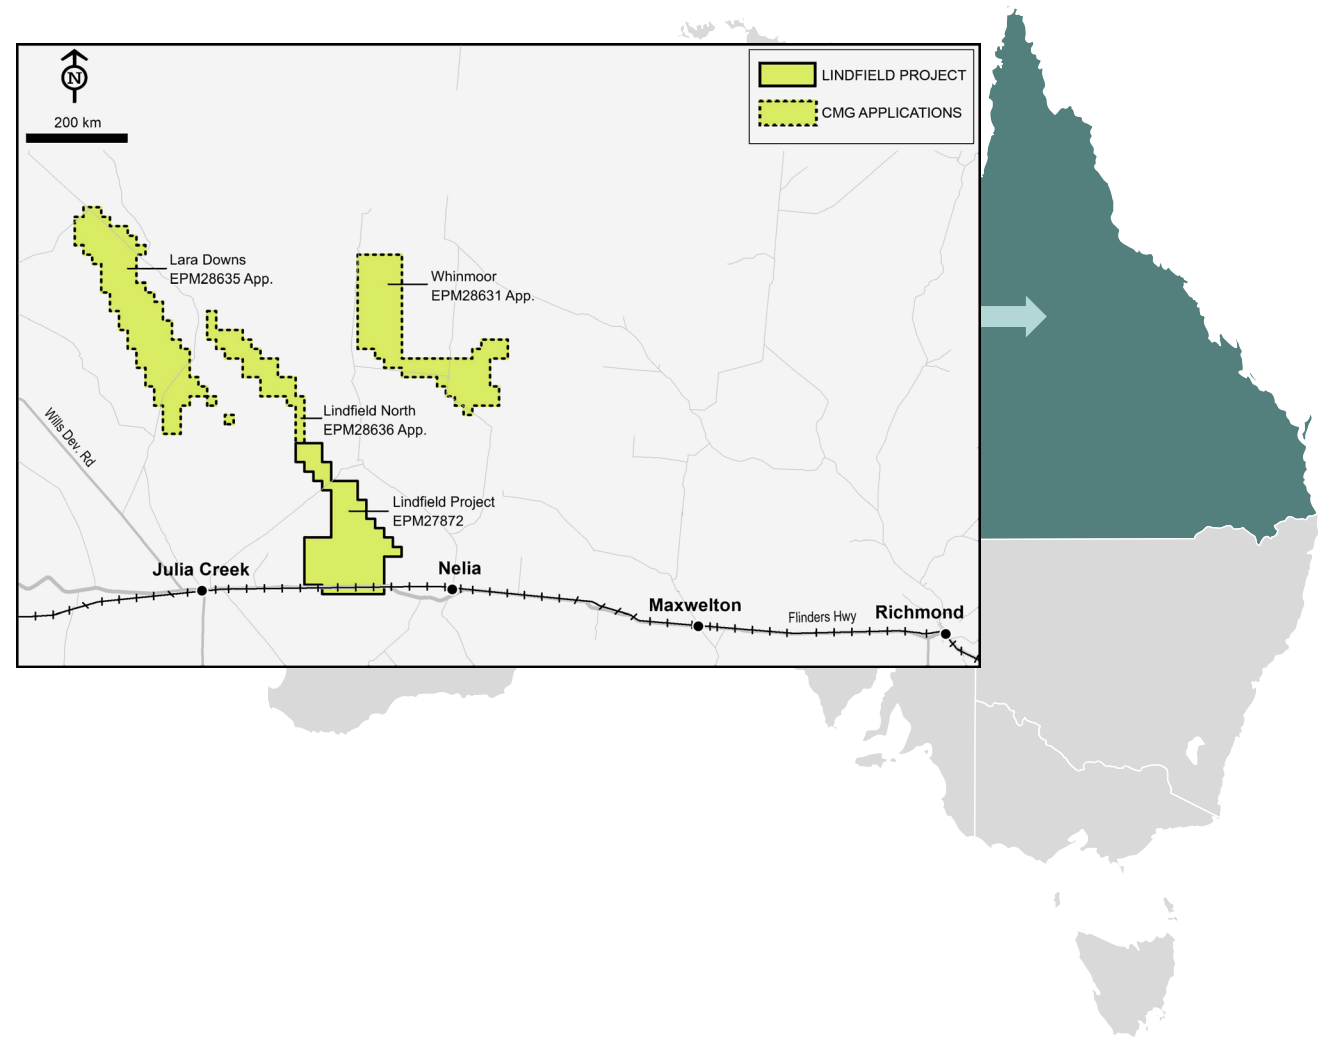 N
200 km
LINDFIELD PROJECT
CMG APPLICATIONS
Lara Downs
EPM28635 App.
Whinmoor
EPM28631 App.
Lindfield North
EPM28636 App.
Wills Dev. Rd
Lindfield Project
EPM27872
Julia Creek
Nelia
Maxwelton
Flinders Hwy
Richmond